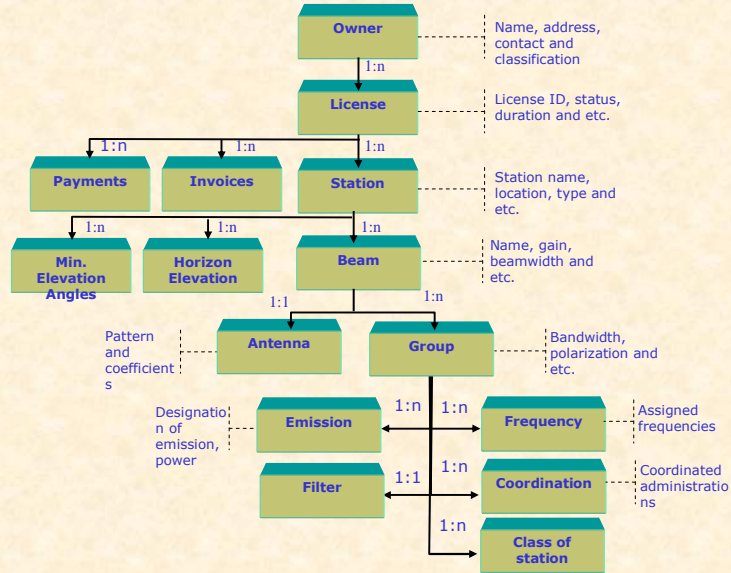 Owner
Name, address,
contact and
classification
1:n
License
License ID, status,
duration and etc.
1:n
1:n
1:n
Payments
Invoices
Station
Station name,
location, type and
etc.
1:n
1:n
1:n
Min.
Elevation
Angles
Horizon
Elevation
Beam
Name, gain,
beamwidth and
etc.
1:1
1:n
Pattern
and
coefficient
s
Antenna
Group
Bandwidth,
polarization and
etc.
Designatio
n of
emission,
power
Emission
1:n
1:n
Frequency
Assigned
frequencies
Filter
1:1
1:n
Coordination
Coordinated
administratio
ns
1:n
Class of
station